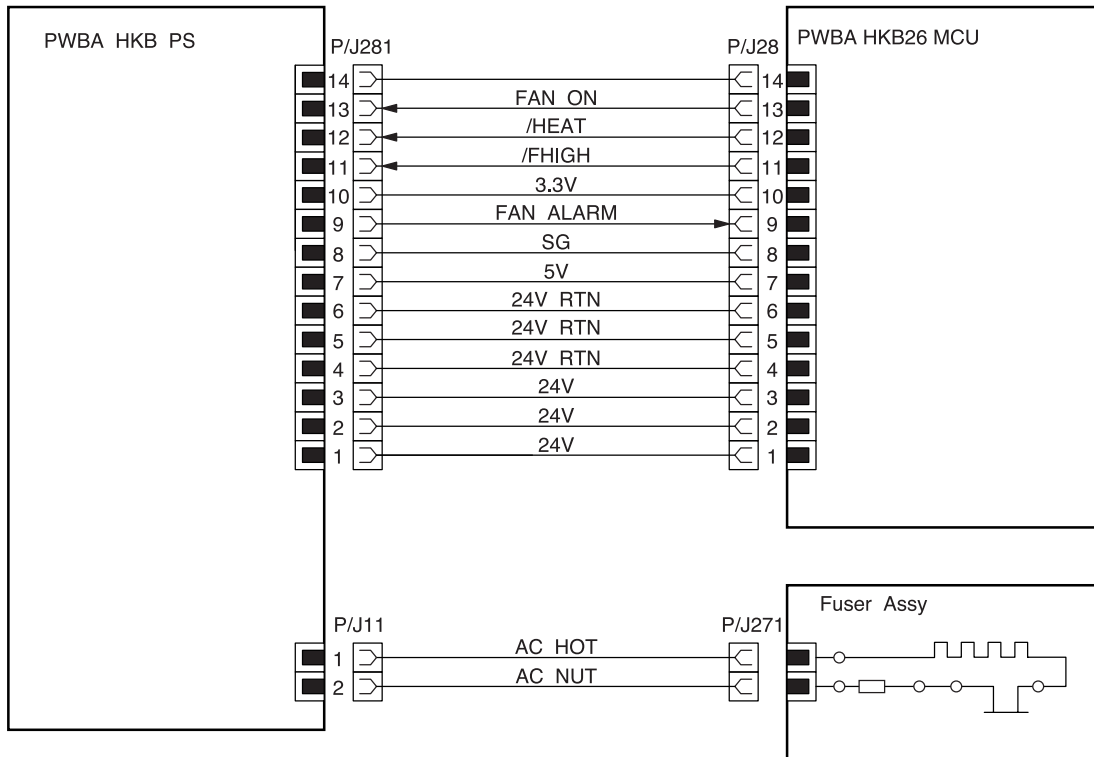 PWBA HKB PS
PWBA HKB26 MCU
P/J281
P/J28
14 14
13 FAN ON 13
12 /HEAT 12
11 /FHIGH 11
10 3.3V 10
9 FAN ALARM 9
8 SG 8
7 5V 7
6 24V RTN 6
5 24V RTN 5
4 24V RTN 4
3 24V 3
2 24V 2
1 24V 1
Fuser Assy
P/J11
P/J271
1 AC HOT
2 AC NUT